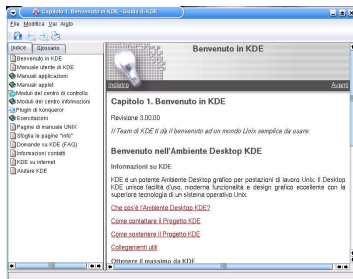 Capitolo 1. Benvenuto in KDE - Guida di KDE
File Modifica Vai Aiuto
Indice Glossario
Benvenuto in KDE
Manuale utente di KDE
Manuali applicazioni
Manuali applet
Moduli del centro di controllo
Moduli del centro informazioni
Plugin di konqueror
Esercitazioni
Pagine di manuale UNIX
Sfoglia le pagine "info"
Domande su KDE (FAQ)
Informazioni contatti
KDE su internet
Aiutare KDE
Benvenuto in KDE
Indietro Avanti
Capitolo 1. Benvenuto in KDE
Revisione 3.00.00
Il Team di KDE ti dà il benvenuto ad un mondo Unix semplice da usare.
Benvenuto nell'Ambiente Desktop KDE
Informazioni su KDE
KDE è un potente Ambiente Desktop grafico per postazioni di lavoro Unix. Il Desktop
KDE unisce facilità d'uso, moderna funzionalità e design grafico eccellente con la
superiore tecnologia di un sistema operativo Unix.
Che cos'è l'Ambiente Desktop KDE?
Come contattare il Progetto KDE
Come sostenere il Progetto KDE
Collegamenti utili
Ottenere il massimo da KDE